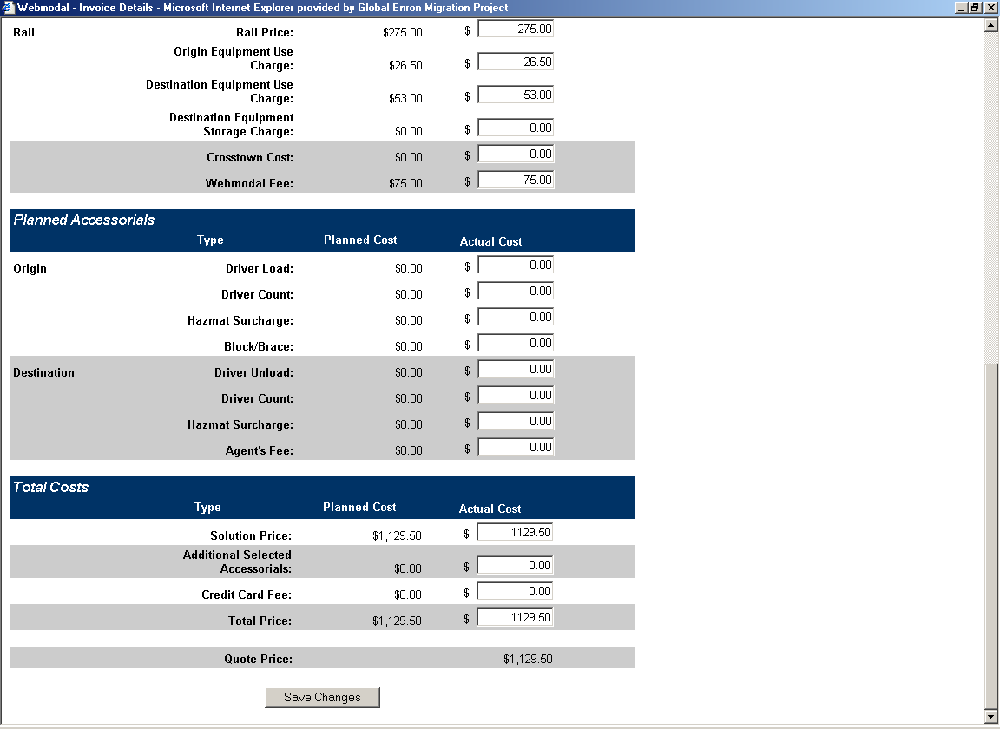 Webmodal - Invoice Details - Microsoft Internet Explorer provided by Global Enron Migration Project
Rail Rail Price: $275.00 $ 275.00
Origin Equipment Use
Charge: $26.50 $ 26.50
Destination Equipment Use
Charge: $53.00 $ 53.00
Destination Equipment
Storage Charge: $0.00 $ 0.00
Crosstown Cost: $0.00 $ 0.00
Webmodal Fee: $75.00 $ 75.00
Planned Accessorials
Type Planned Cost Actual Cost
Origin Driver Load: $0.00 $ 0.00
Driver Count: $0.00 $ 0.00
Hazmat Surcharge: $0.00 $ 0.00
Block/Brace: $0.00 $ 0.00
Destination Driver Unload: $0.00 $ 0.00
Driver Count: $0.00 $ 0.00
Hazmat Surcharge: $0.00 $ 0.00
Agent's Fee: $0.00 $ 0.00
Total Costs
Type Planned Cost Actual Cost
Solution Price: $1,129.50 $ 1129.50
Additional Selected
Accessorials: $0.00 $ 0.00
Credit Card Fee: $0.00 $ 0.00
Total Price: $1,129.50 $ 1129.50
Quote Price: $1,129.50
Save Changes